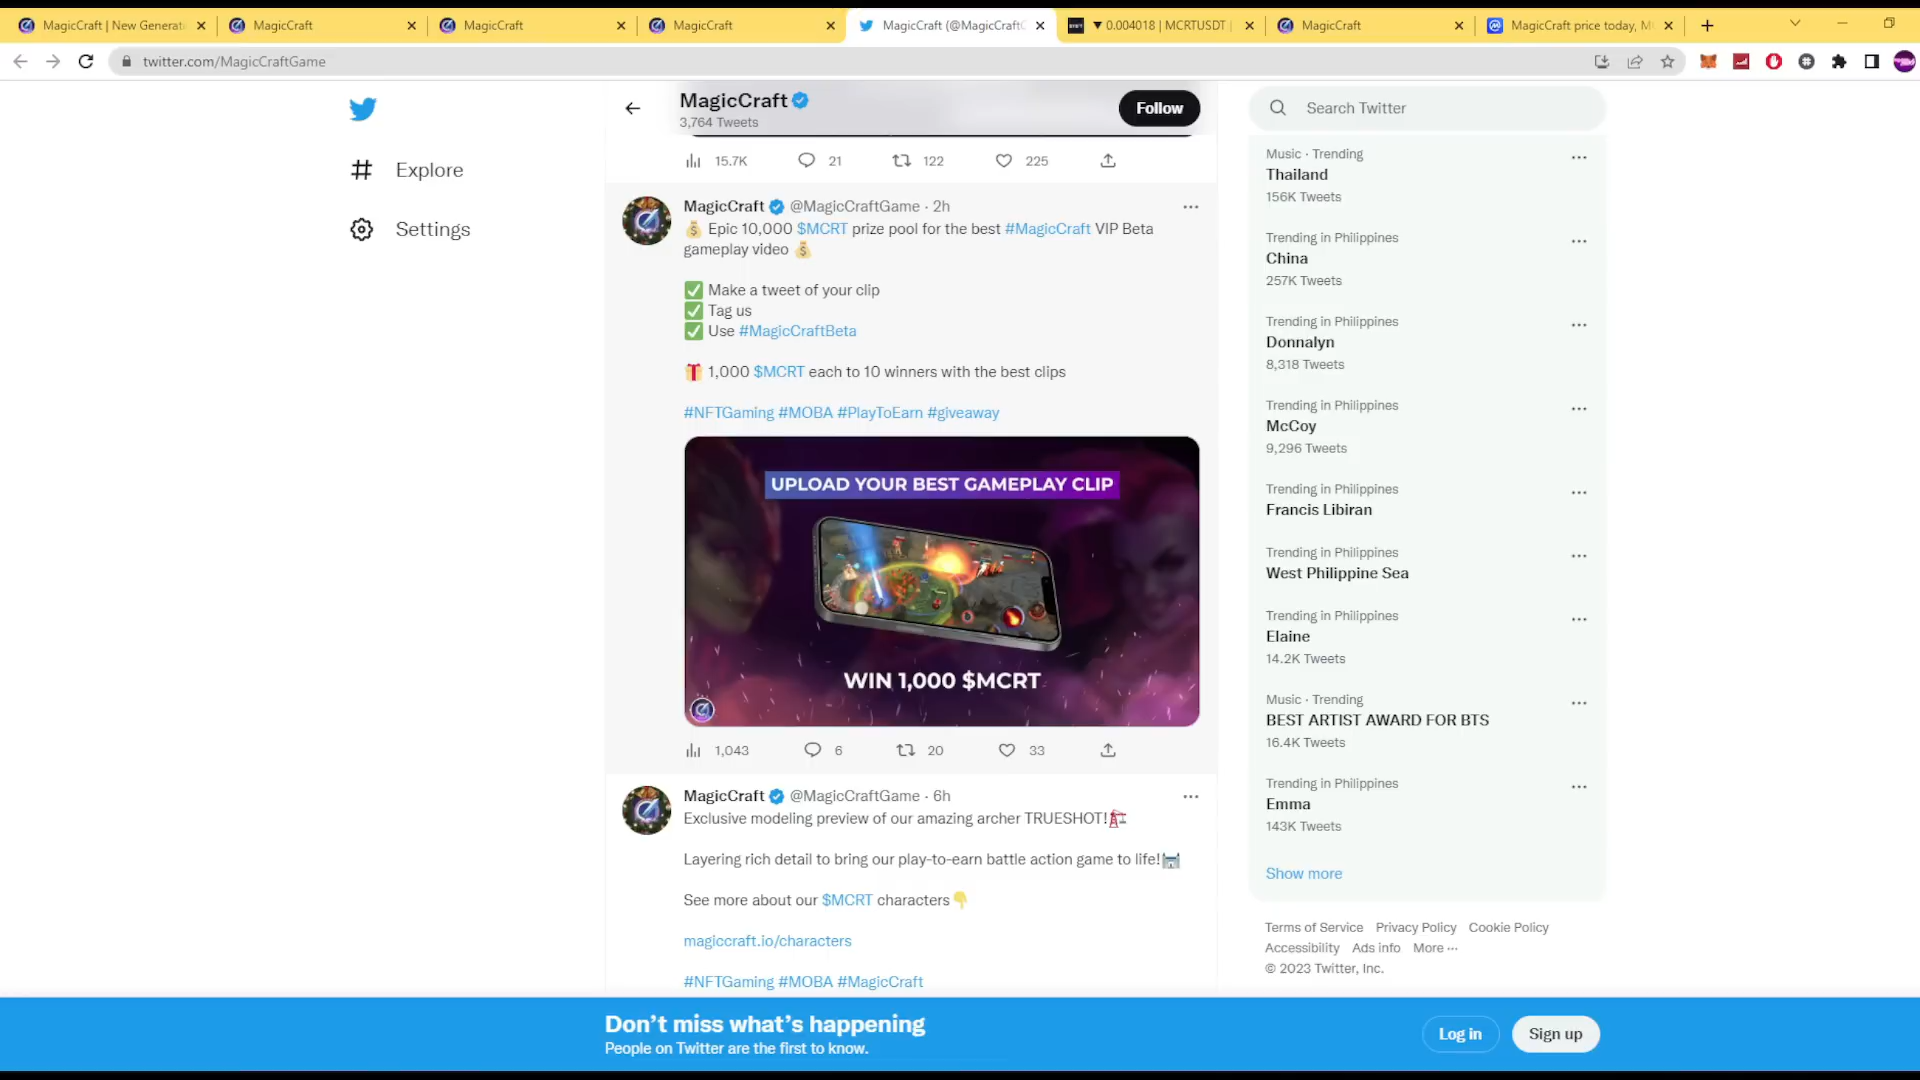 MagicCraft | New Generati
MagicCraft
MagicCraft
MagicCraft
MagicCraft (@MagicCraftG
▼ 0.004018 | MCRTUSDT |
MagicCraft
MagicCraft price today, M
twitter.com/MagicCraftGame
MagicCraft
3,764 Tweets
Follow
Search Twitter
Explore
Settings
15.7K 21 122 225
MagicCraft @MagicCraftGame · 2h
💰 Epic 10,000 $MCRT prize pool for the best #MagicCraft VIP Beta
gameplay video 💰
✅ Make a tweet of your clip
✅ Tag us
✅ Use #MagicCraftBeta
🎁 1,000 $MCRT each to 10 winners with the best clips
#NFTGaming #MOBA #PlayToEarn #giveaway
UPLOAD YOUR BEST GAMEPLAY CLIP
WIN 1,000 $MCRT
1,043 6 20 33
MagicCraft @MagicCraftGame · 6h
Exclusive modeling preview of our amazing archer TRUESHOT!🏗
Layering rich detail to bring our play-to-earn battle action game to life!🏰
See more about our $MCRT characters👇
magiccraft.io/characters
#NFTGaming #MOBA #MagicCraft
Music · Trending
Thailand
156K Tweets
Trending in Philippines
China
257K Tweets
Trending in Philippines
Donnalyn
8,318 Tweets
Trending in Philippines
McCoy
9,296 Tweets
Trending in Philippines
Francis Libiran
Trending in Philippines
West Philippine Sea
Trending in Philippines
Elaine
14.2K Tweets
Music · Trending
BEST ARTIST AWARD FOR BTS
16.4K Tweets
Trending in Philippines
Emma
143K Tweets
Show more
Terms of Service Privacy Policy Cookie Policy
Accessibility Ads info More ···
© 2023 Twitter, Inc.
Don't miss what's happening
People on Twitter are the first to know.
Log in
Sign up